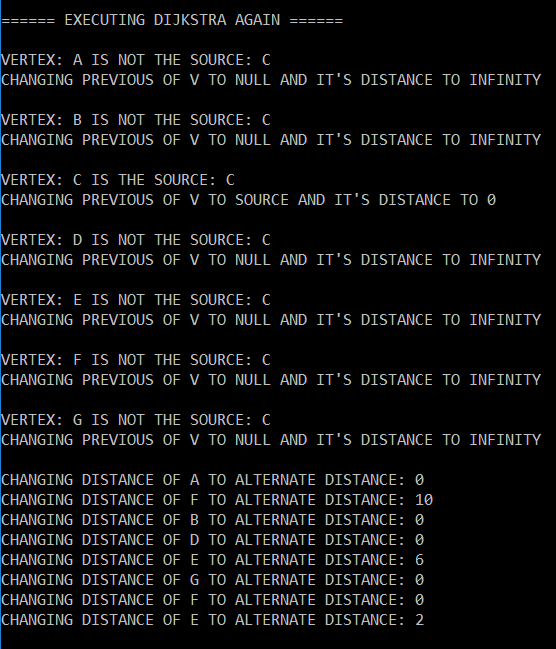 ====== EXECUTING DIJKSTRA AGAIN ======
VERTEX: A IS NOT THE SOURCE: C
CHANGING PREVIOUS OF V TO NULL AND IT'S DISTANCE TO INFINITY
VERTEX: B IS NOT THE SOURCE: C
CHANGING PREVIOUS OF V TO NULL AND IT'S DISTANCE TO INFINITY
VERTEX: C IS THE SOURCE: C
CHANGING PREVIOUS OF V TO SOURCE AND IT'S DISTANCE TO 0
VERTEX: D IS NOT THE SOURCE: C
CHANGING PREVIOUS OF V TO NULL AND IT'S DISTANCE TO INFINITY
VERTEX: E IS NOT THE SOURCE: C
CHANGING PREVIOUS OF V TO NULL AND IT'S DISTANCE TO INFINITY
VERTEX: F IS NOT THE SOURCE: C
CHANGING PREVIOUS OF V TO NULL AND IT'S DISTANCE TO INFINITY
VERTEX: G IS NOT THE SOURCE: C
CHANGING PREVIOUS OF V TO NULL AND IT'S DISTANCE TO INFINITY
CHANGING DISTANCE OF A TO ALTERNATE DISTANCE: 0
CHANGING DISTANCE OF F TO ALTERNATE DISTANCE: 10
CHANGING DISTANCE OF B TO ALTERNATE DISTANCE: 0
CHANGING DISTANCE OF D TO ALTERNATE DISTANCE: 0
CHANGING DISTANCE OF E TO ALTERNATE DISTANCE: 6
CHANGING DISTANCE OF G TO ALTERNATE DISTANCE: 0
CHANGING DISTANCE OF F TO ALTERNATE DISTANCE: 0
CHANGING DISTANCE OF E TO ALTERNATE DISTANCE: 2